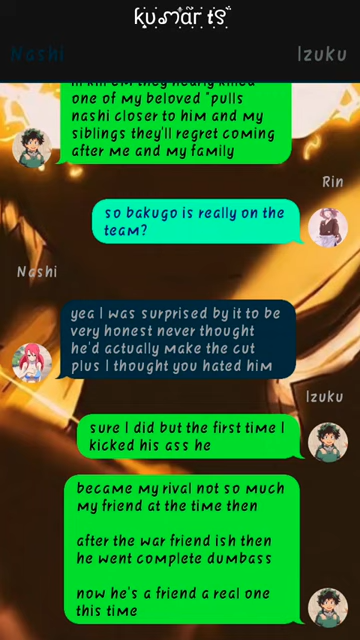 kumar ts
Nashi
Izuku
one of my beloved "pulls
nashi closer to him and my
siblings they'll regret coming
after me and my family
Rin
so bakugo is really on the
team?
Nashi
yea I was surprised by it to be
very honest never thought
he'd actually make the cut
plus I thought you hated him
Izuku
sure I did but the first time I
kicked his ass he
became my rival not so much
my friend at the time then
after the war friend ish then
he went complete dumbass
now he's a friend a real one
this time